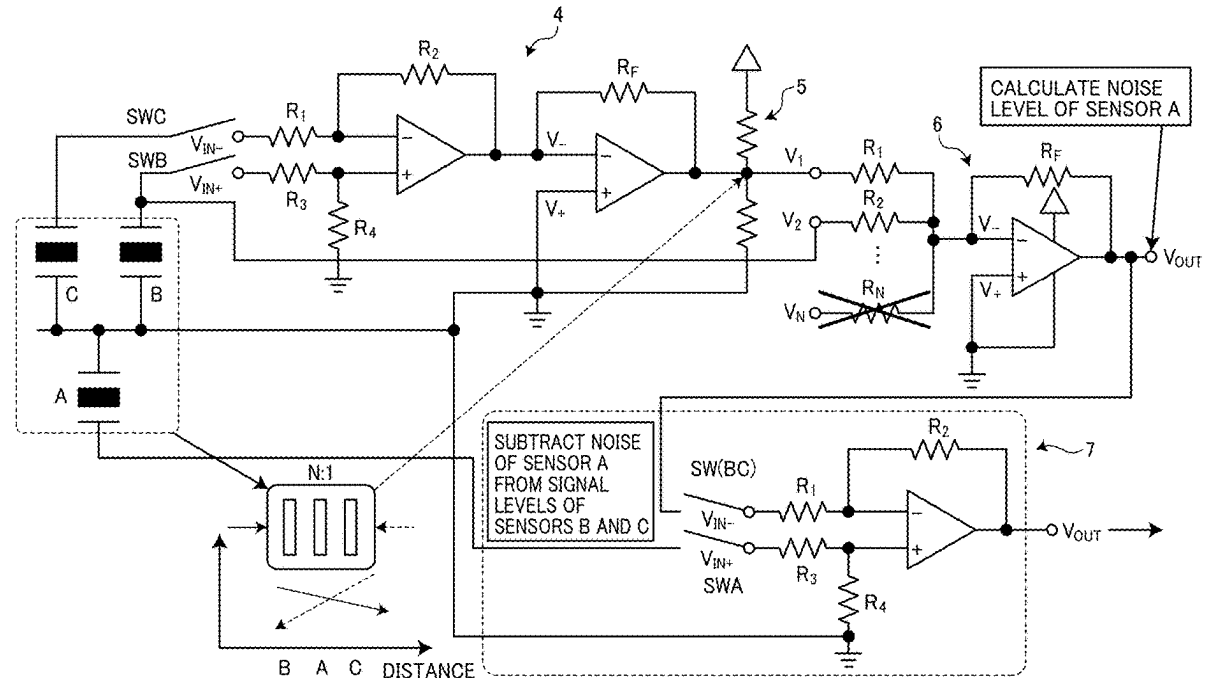 4
R2
RF
5
CALCULATE NOISE
LEVEL OF SENSOR A
SWC
R1
VIN-
−
V−
−
6
RF
SWB
VIN+
R3
+
V+
+
V1
R1
R4
V2
R2
⋮
V−
−
VOUT
C
B
VN
RN
V+
+
A
SUBTRACT NOISE
OF SENSOR A
FROM SIGNAL
LEVELS OF
SENSORS B AND C
R2
7
N:1
SW(BC)
R1
VIN-
−
VOUT
VIN+
R3
+
SWA
R4
B A C DISTANCE